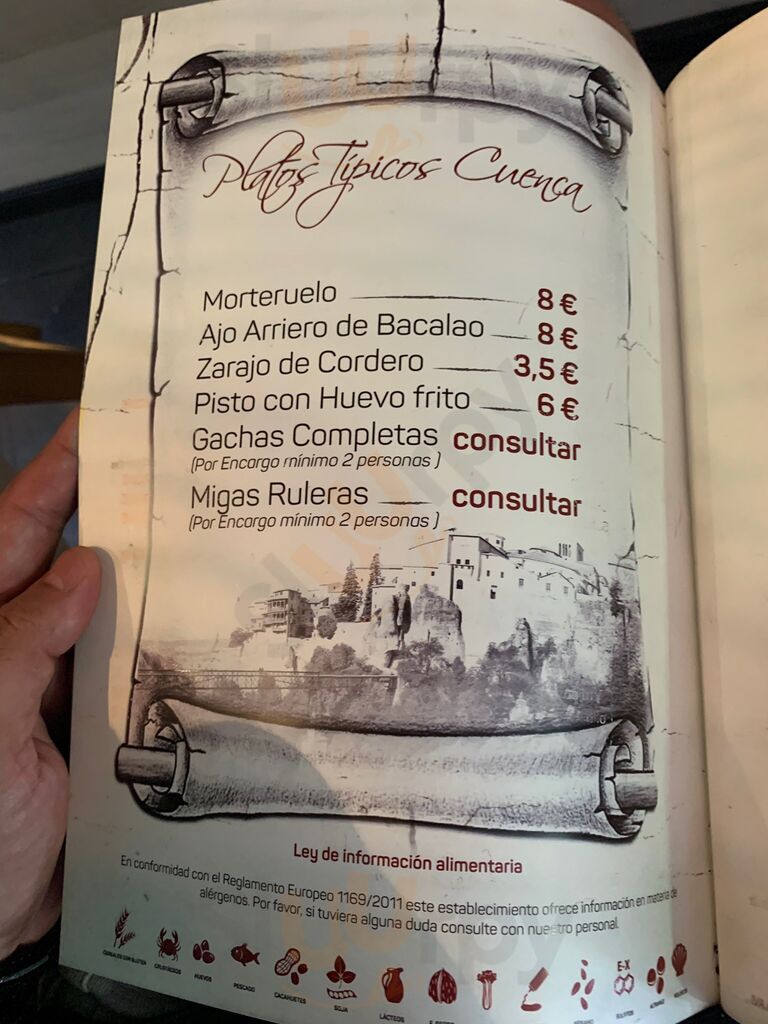 Platos Típicos Cuenca
Morteruelo 8 €
Ajo Arriero de Bacalao 8 €
Zarajo de Cordero 3,5 €
Pisto con Huevo frito 6 €
Gachas Completas consultar
(Por Encargo mínimo 2 personas)
Migas Ruleras consultar
(Por Encargo mínimo 2 personas)
Ley de información alimentaria
En conformidad con el Reglamento Europeo 1169/2011 este establecimiento ofrece información en materia de
alérgenos. Por favor, si tuviera alguna duda consulte con nuestro personal.
E-X
CEREALES CON GLUTEN CRUSTÁCEOS HUEVOS PESCADO CACAHUETES SOJA LÁCTEOS